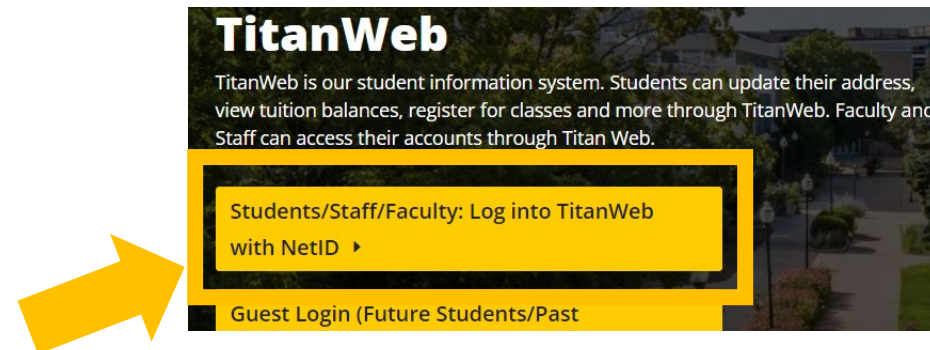 TitanWeb
TitanWeb is our student information system. Students can update their address,
view tuition balances, register for classes and more through TitanWeb. Faculty and
Staff can access their accounts through Titan Web.
Students/Staff/Faculty: Log into TitanWeb
with NetID
Guest Login (Future Students/Past